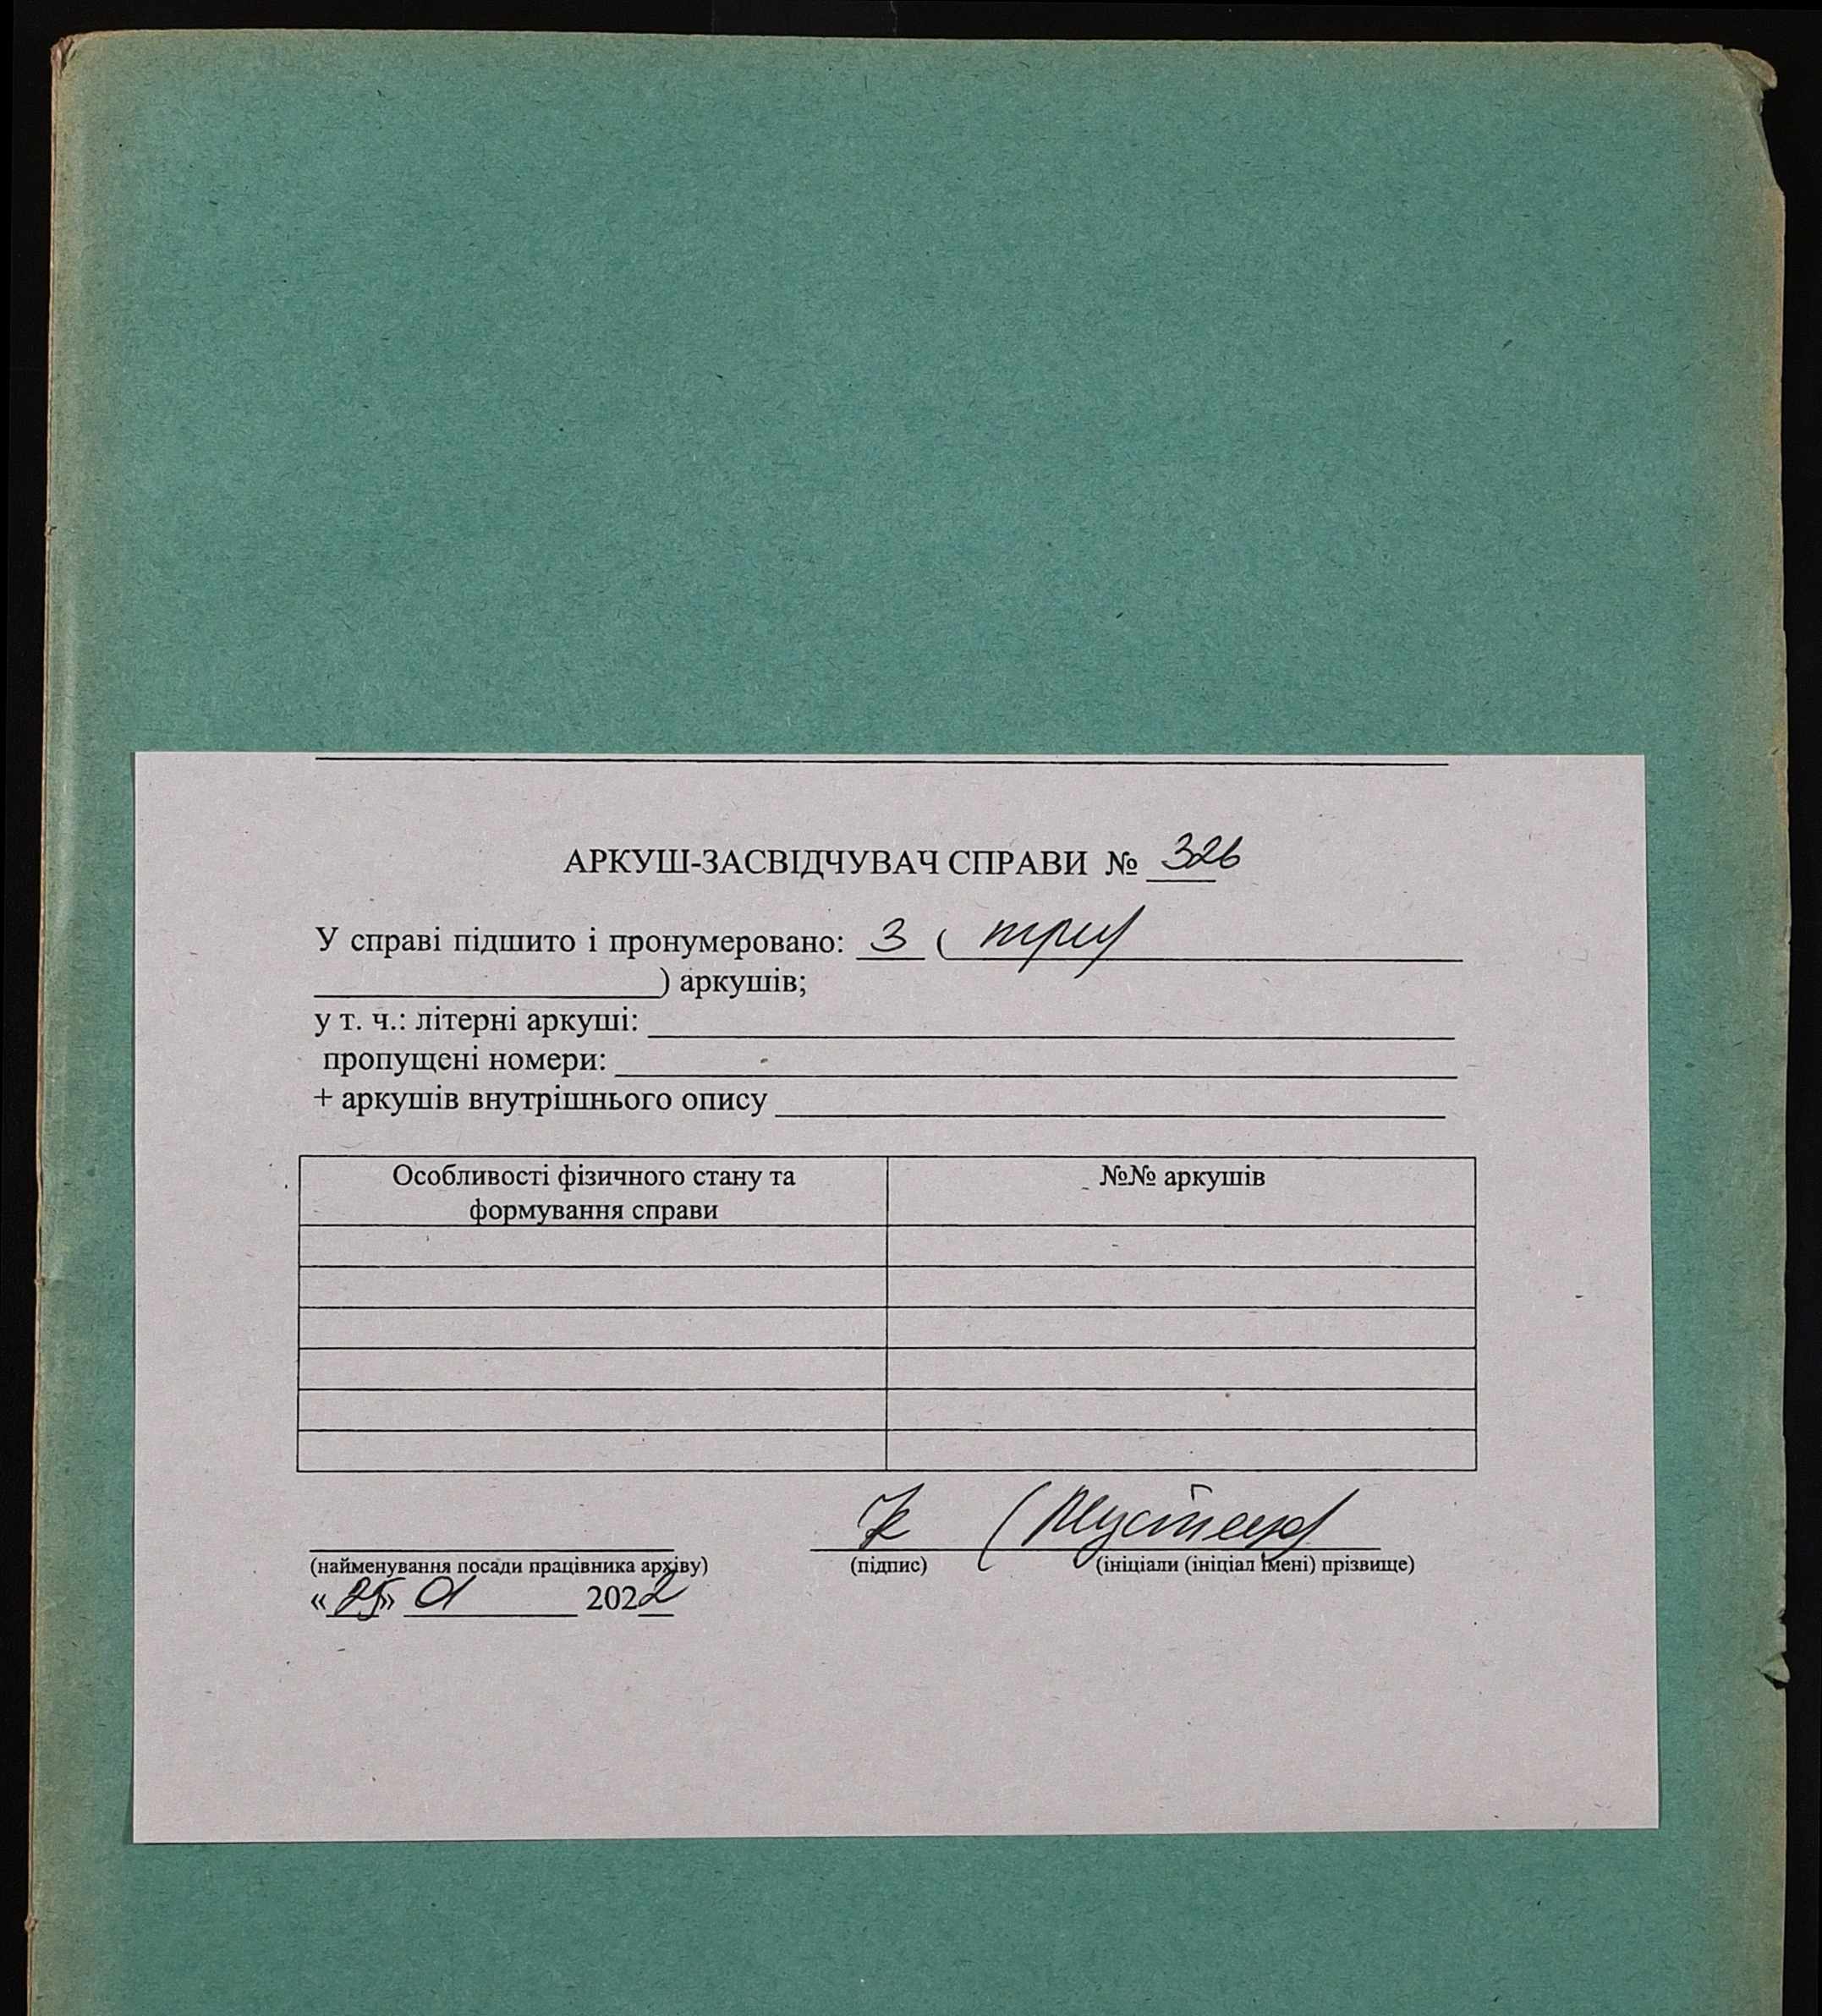 АРКУШ-ЗАСВІДЧУВАЧ СПРАВИ № 326
У справі підшито і пронумеровано: 3 ( три
) аркушів;
у т. ч.: літерні аркуші:
пропущені номери:
+ аркушів внутрішнього опису
Особливості фізичного стану та
формування справи
№№ аркушів
(найменування посади працівника архіву) (підпис) (ініціали (ініціал імені) прізвище)
«25» 01 2022